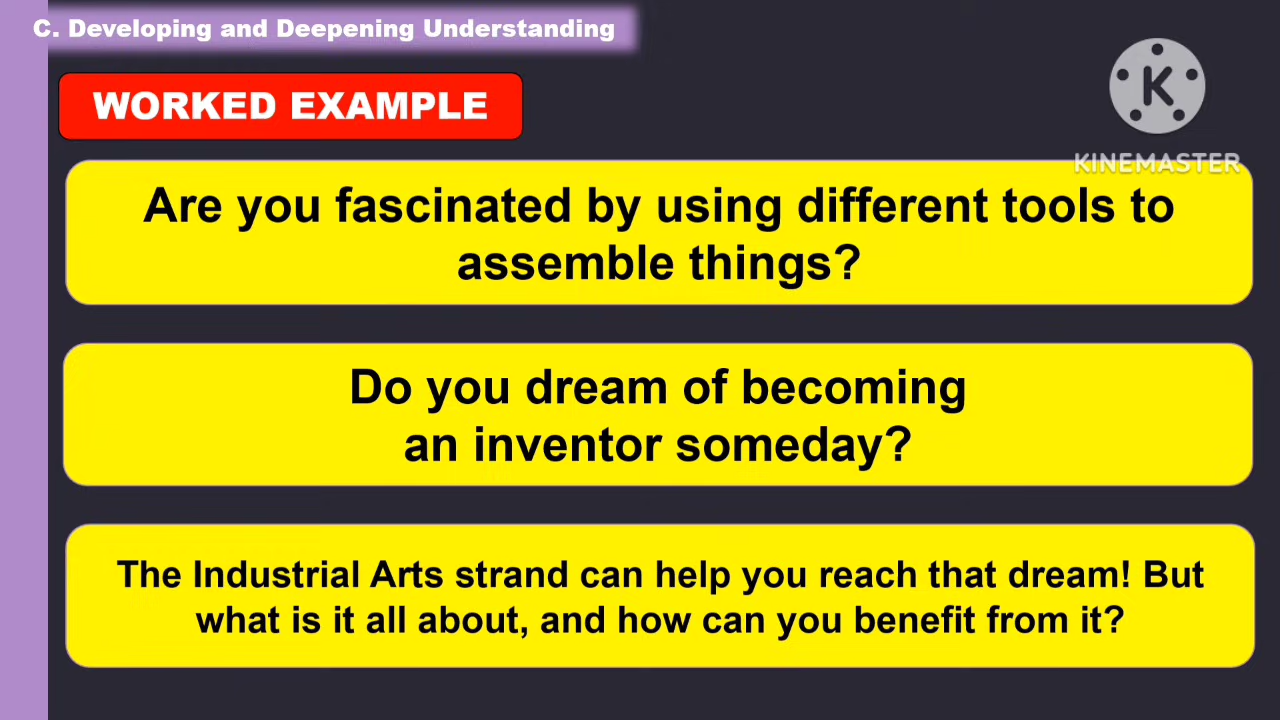 C. Developing and Deepening Understanding
WORKED EXAMPLE
K
KINEMASTER
Are you fascinated by using different tools to
assemble things?
Do you dream of becoming
an inventor someday?
The Industrial Arts strand can help you reach that dream! But
what is it all about, and how can you benefit from it?